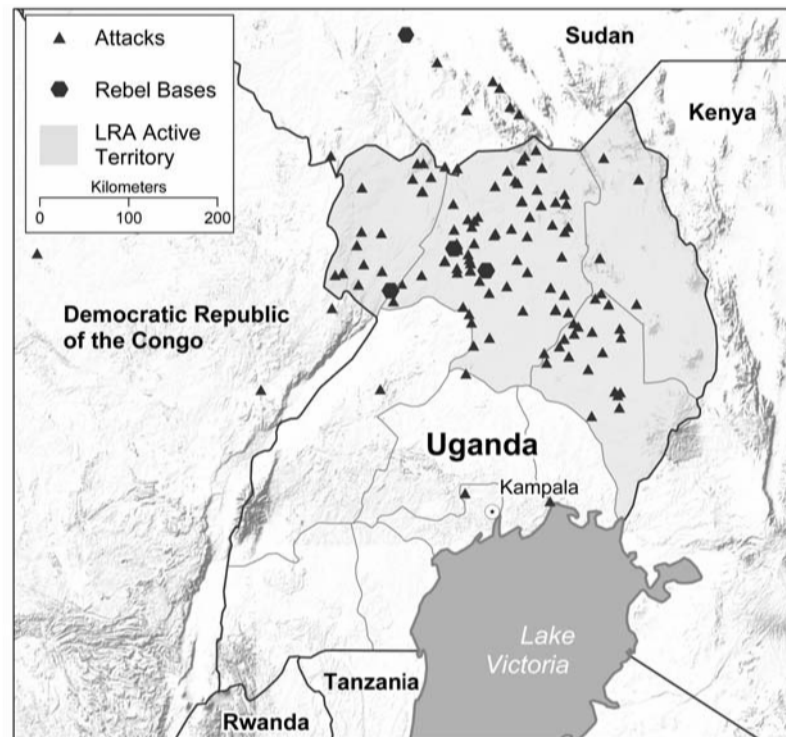 Attacks
Rebel Bases
LRA Active
Territory
Kilometers
0 100 200
Sudan
Kenya
Democratic Republic
of the Congo
Uganda
Kampala
Lake
Victoria
Tanzania
Rwanda